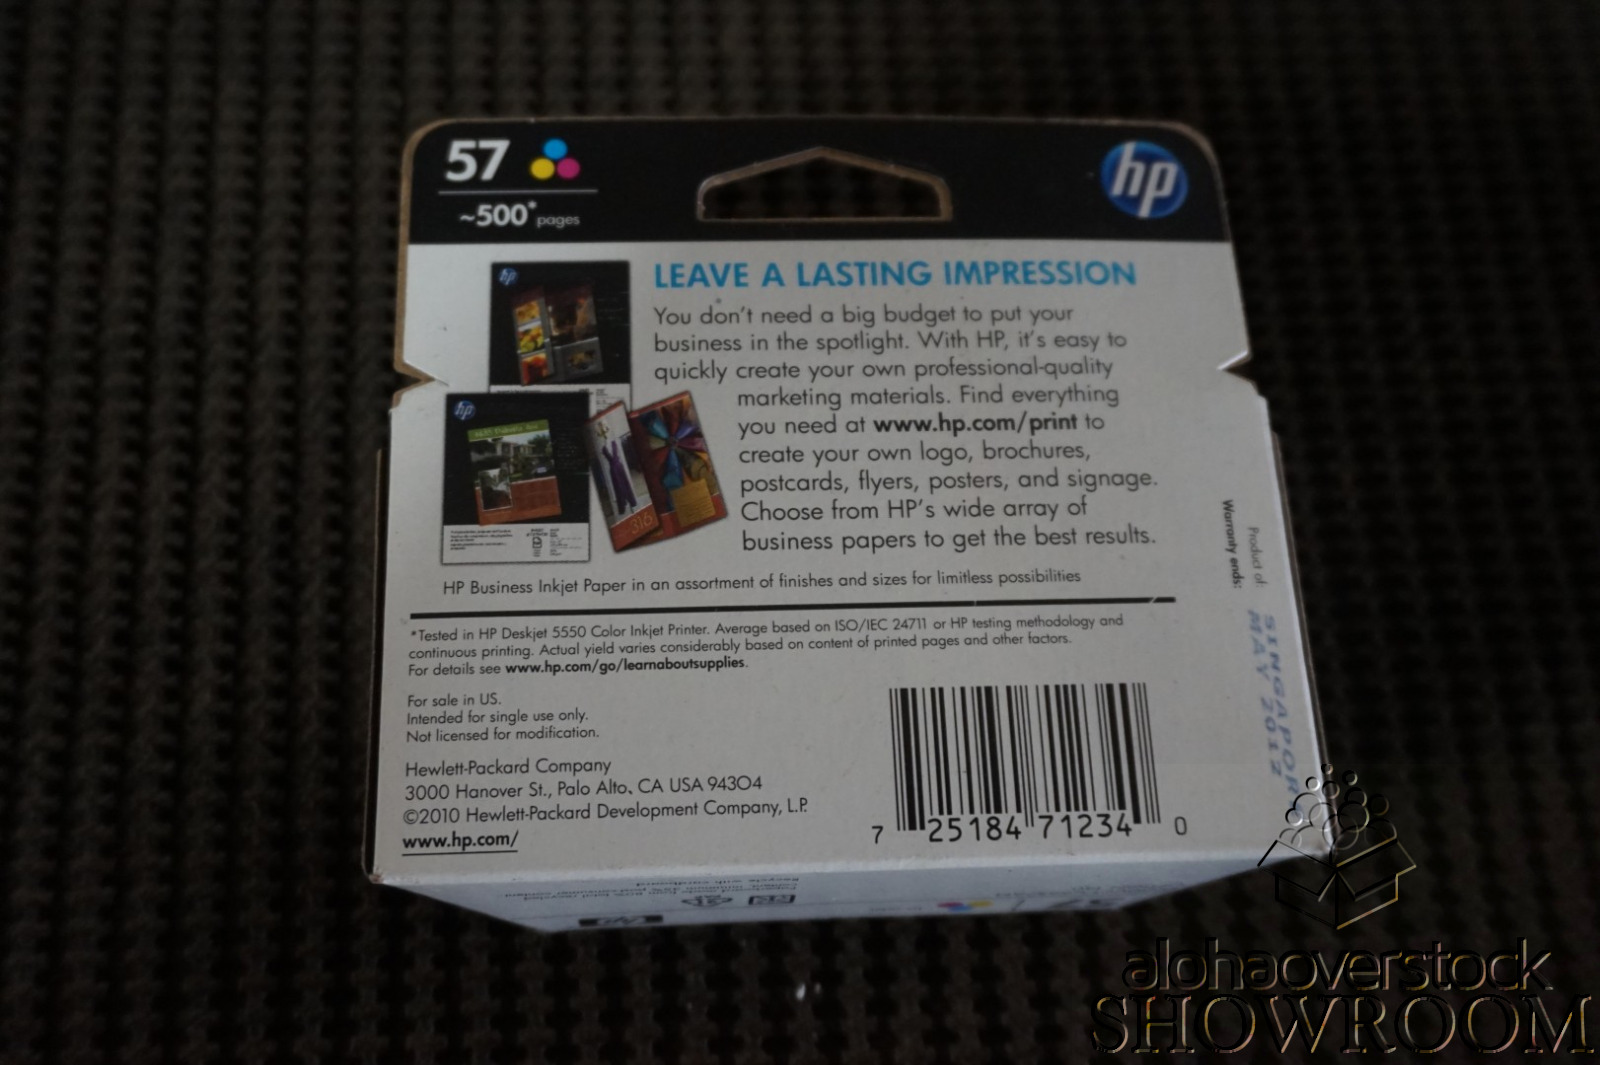 57
~500* pages
hp
LEAVE A LASTING IMPRESSION
You don't need a big budget to put your
business in the spotlight. With HP, it's easy to
quickly create your own professional-quality
marketing materials. Find everything
you need at www.hp.com/print to
create your own logo, brochures,
postcards, flyers, posters, and signage.
Choose from HP's wide array of
business papers to get the best results.
hp
hp
316
HP Business Inkjet Paper in an assortment of finishes and sizes for limitless possibilities
*Tested in HP Deskjet 5550 Color Inkjet Printer. Average based on ISO/IEC 24711 or HP testing methodology and
continuous printing. Actual yield varies considerably based on content of printed pages and other factors.
For details see www.hp.com/go/learnaboutsupplies.
For sale in US.
Intended for single use only.
Not licensed for modification.
Hewlett-Packard Company
3000 Hanover St., Palo Alto, CA USA 94304
©2010 Hewlett-Packard Development Company, L.P.
www.hp.com/
7 25184 71234 0
Product of: SINGAPORE
Warranty ends: MAY 2012
alohaoverstock
SHOWROOM